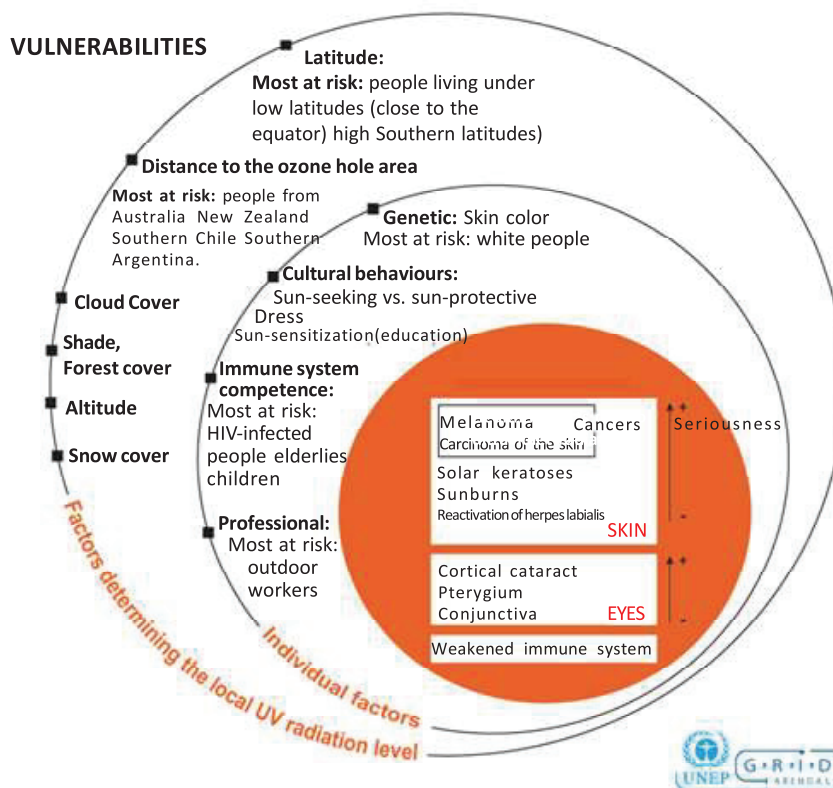 VULNERABILITIES
Latitude:
Most at risk: people living under
low latitudes (close to the
equator) high Southern latitudes)
Distance to the ozone hole area
Most at risk: people from
Australia New Zealand
Southern Chile Southern
Argentina.
Cloud Cover
Shade,
Forest cover
Altitude
Snow cover
Factors determining the local UV radiation level
Genetic: Skin color
Most at risk: white people
Cultural behaviours:
Sun-seeking vs. sun-protective
Dress
Sun-sensitization(education)
Immune system
competence:
Most at risk:
HIV-infected
people elderlies
children
Professional:
Most at risk:
outdoor
workers
Individual factors
Melanoma Cancers
Carcinoma of the skin
Solar keratoses
Sunburns
Reactivation of herpes labialis
SKIN
+
Seriousness
-
Cortical cataract
Pterygium
Conjunctiva EYES
+
-
Weakened immune system
UNEP
GRID
ARENDAL